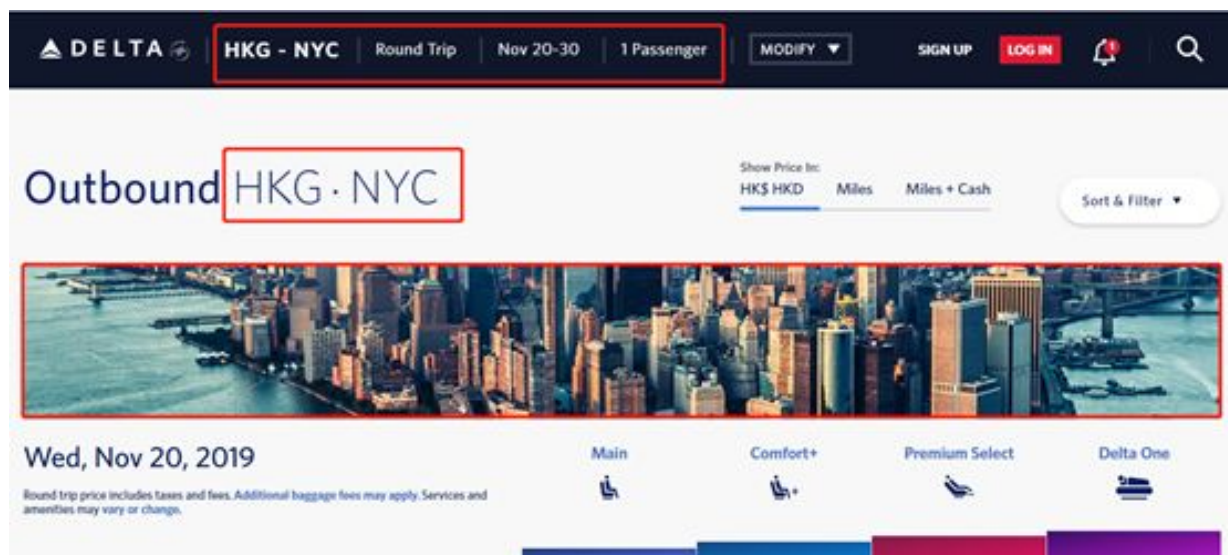 DELTA HKG - NYC Round Trip Nov 20-30 1 Passenger MODIFY ▼ SIGN UP LOG IN
Outbound HKG · NYC
Show Price In:
HK$ HKD Miles Miles + Cash
Sort & Filter ▼
Wed, Nov 20, 2019
Main Comfort+ Premium Select Delta One
Round trip price includes taxes and fees. Additional baggage fees may apply. Services and
amenities may vary or change.